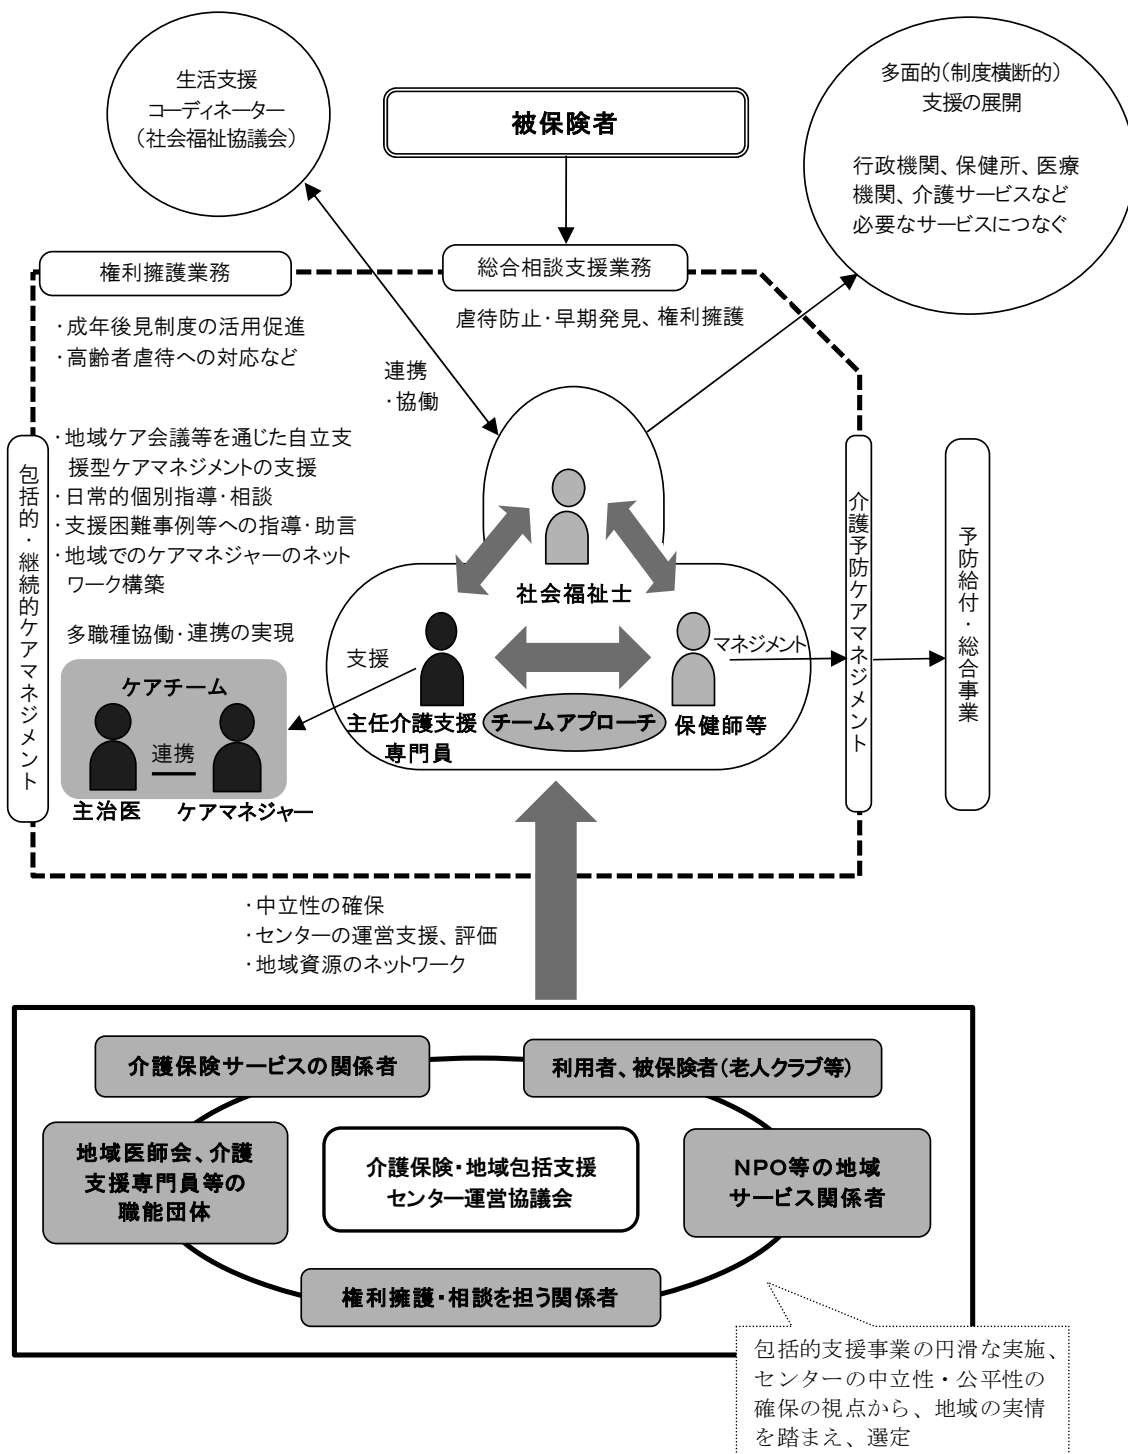 生活支援
コーディネーター
（社会福祉協議会）
被保険者
多面的（制度横断的）
支援の展開
行政機関、保健所、医療
機関、介護サービスなど
必要なサービスにつなぐ
権利擁護業務
総合相談支援業務
・成年後見制度の活用促進
・高齢者虐待への対応など
虐待防止・早期発見、権利擁護
連携
・協働
・地域ケア会議等を通じた自立支
援型ケアマネジメントの支援
・日常的個別指導・相談
・支援困難事例等への指導・助言
・地域でのケアマネジャーのネット
ワーク構築
包括的・継続的ケアマネジメント
社会福祉士
介護予防ケアマネジメント
予防給付・総合事業
多職種協働・連携の実現
支援
マネジメント
ケアチーム
連携
主治医
ケアマネジャー
主任介護支援
専門員
チームアプローチ
保健師等
・中立性の確保
・センターの運営支援、評価
・地域資源のネットワーク
介護保険サービスの関係者
利用者、被保険者（老人クラブ等）
地域医師会、介護
支援専門員等の
職能団体
介護保険・地域包括支援
センター運営協議会
ＮＰＯ等の地域
サービス関係者
権利擁護・相談を担う関係者
包括的支援事業の円滑な実施、
センターの中立性・公平性の
確保の視点から、地域の実情
を踏まえ、選定